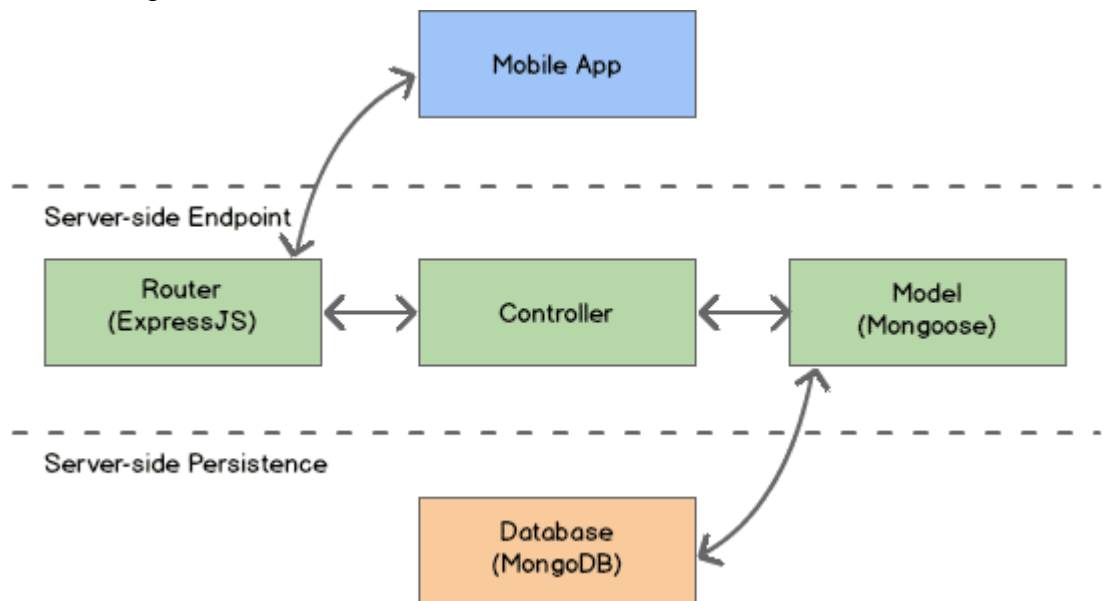 Mobile App
Server-side Endpoint
Router
(ExpressJS)
Controller
Model
(Mongoose)
Server-side Persistence
Database
(MongoDB)